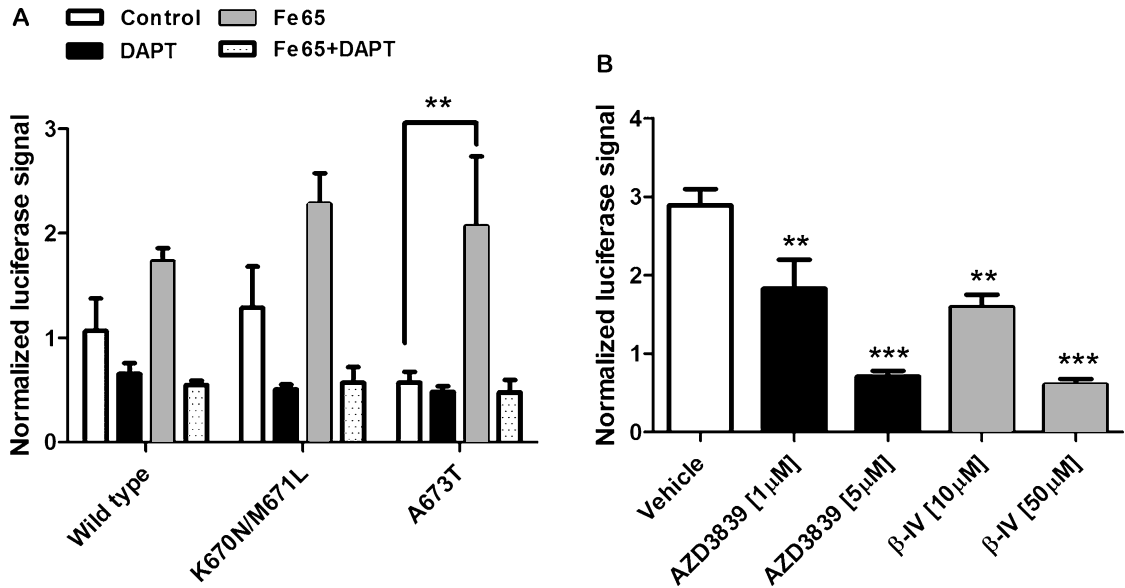 A
Control
Fe65
DAPT
Fe65+DAPT
Normalized luciferase signal
3
2
1
0
**
Wild type
K670N/M671L
A673T
B
Normalized luciferase signal
4
3
2
1
0
**
***
**
***
Vehicle
AZD3839 [1µM]
AZD3839 [5µM]
β-IV [10µM]
β-IV [50µM]